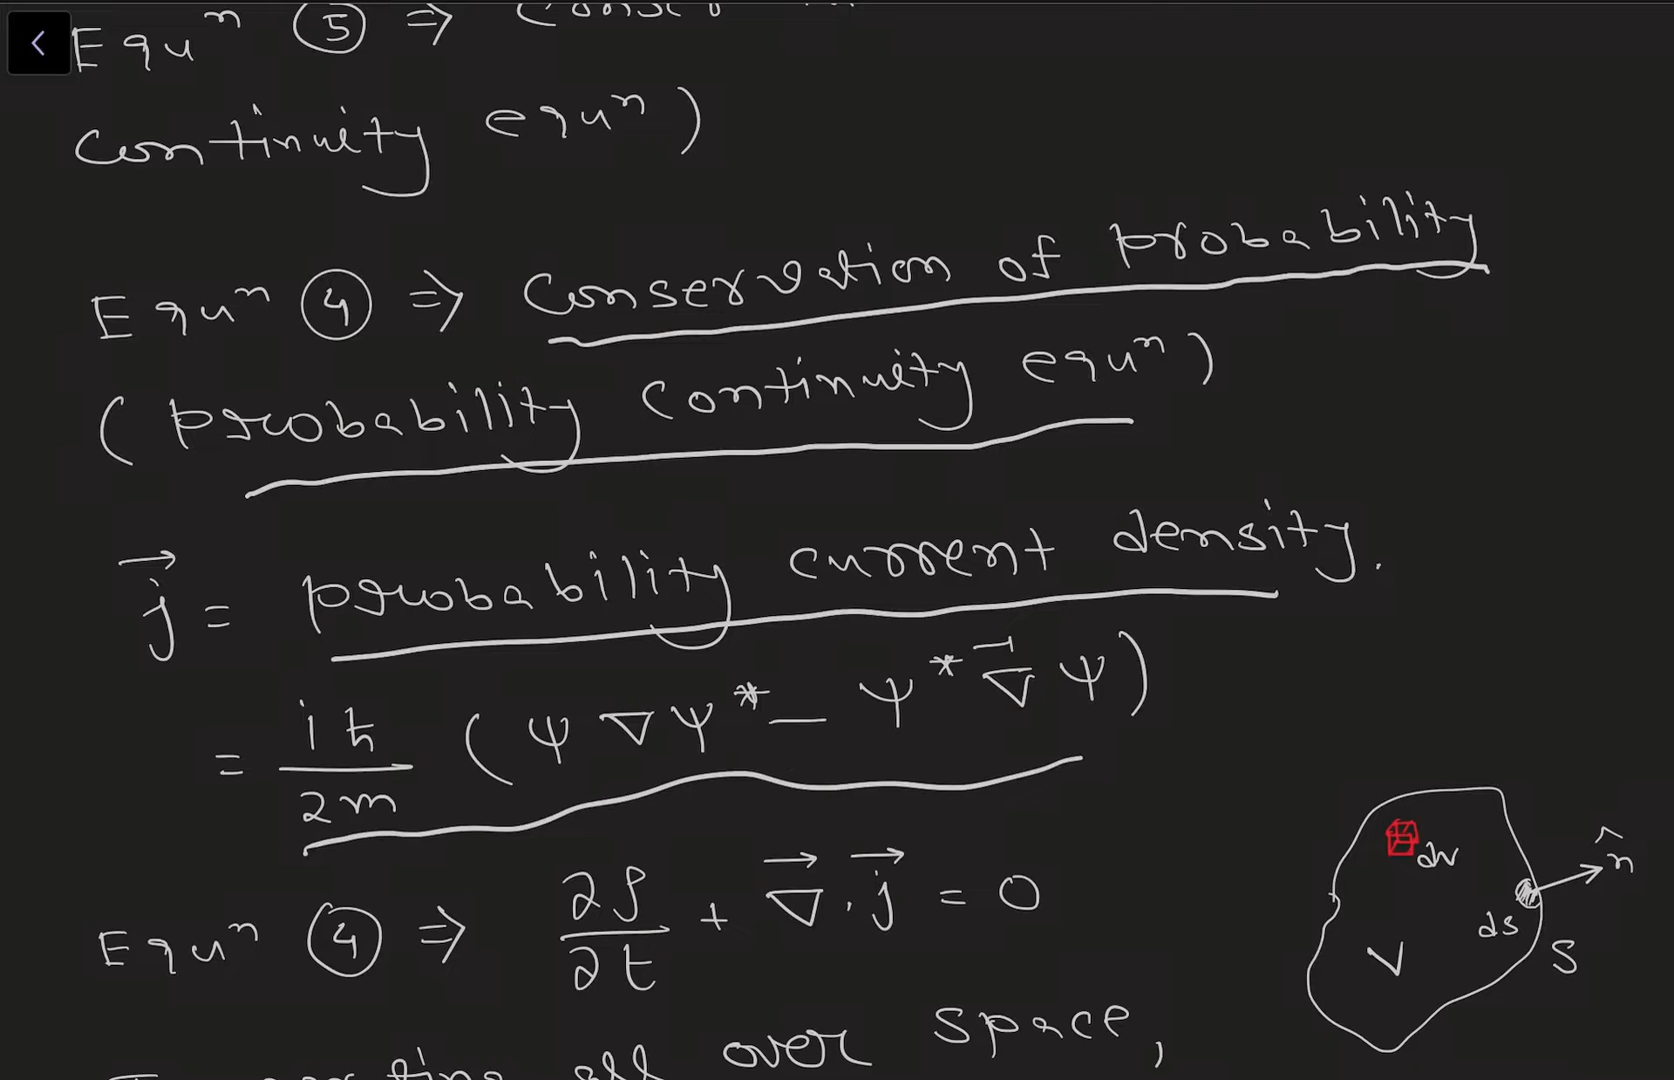 Equⁿ ⑤ ⇒
continuity equⁿ)
Equⁿ ④ ⇒ Conservation of probability
(probability continuity equⁿ)
j⃗ = probability current density.
= iħ/2m (ψ∇ψ* − ψ*∇⃗ψ)
Equⁿ ④ ⇒ ∂ρ/∂t + ∇⃗.j⃗ = 0
dv
n̂
ds
V
S
all over space,